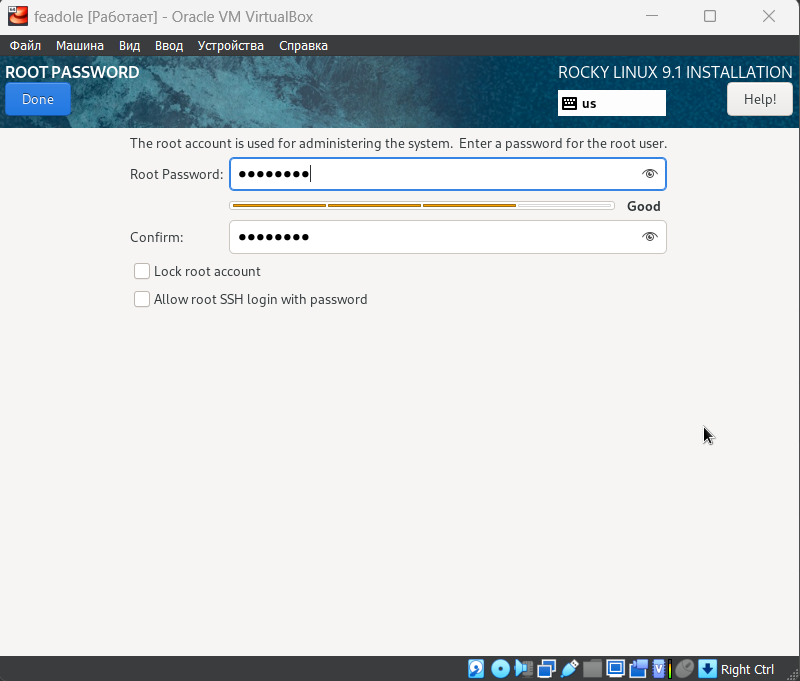 feadole [Работает] - Oracle VM VirtualBox
Файл Машина Вид Ввод Устройства Справка
ROOT PASSWORD
ROCKY LINUX 9.1 INSTALLATION
Done
us
Help!
The root account is used for administering the system. Enter a password for the root user.
Root Password: ●●●●●●●●
Good
Confirm: ●●●●●●●●
Lock root account
Allow root SSH login with password
Right Ctrl